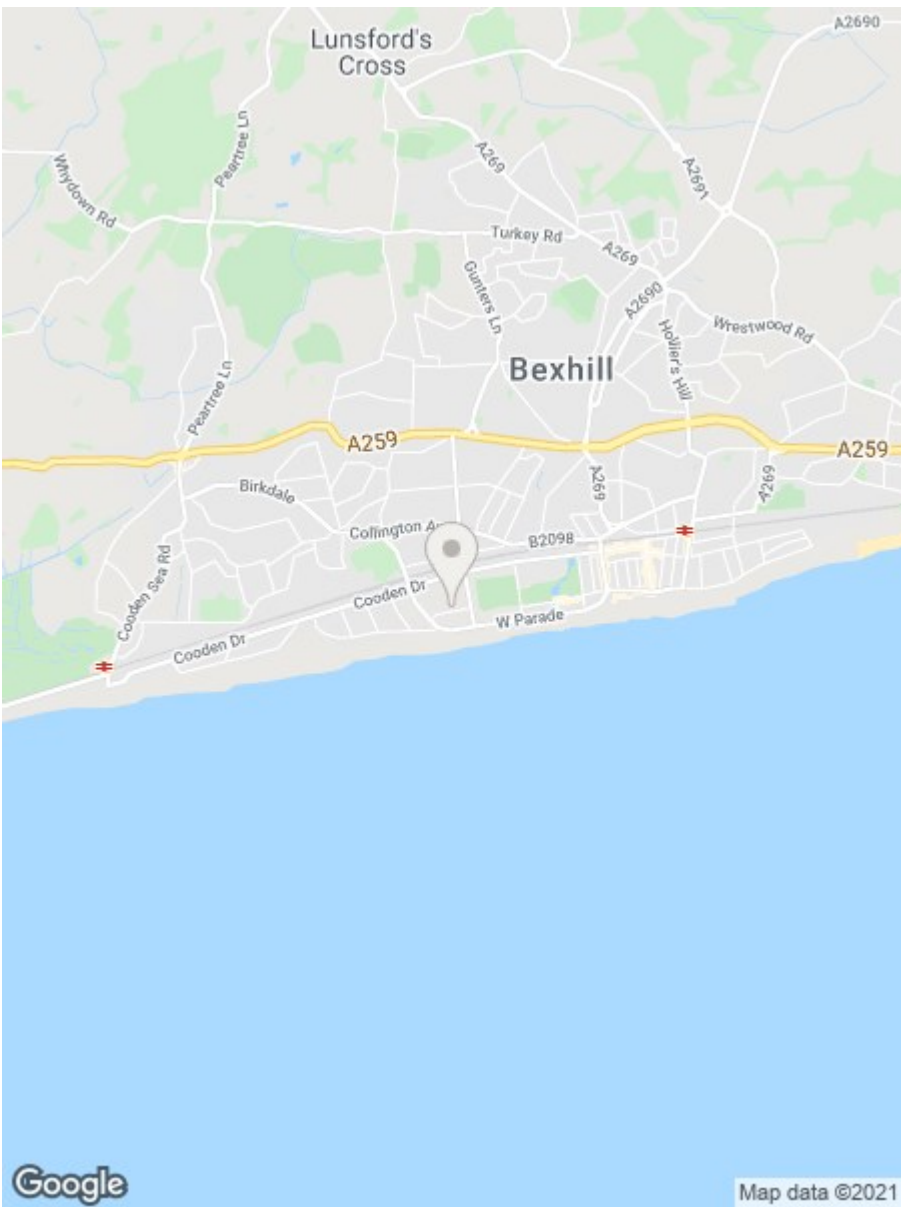 A2690
Lunsford's
Cross
Peartree Ln
A269
Whydown Rd
A2691
Turkey Rd
A269
Gunters Ln
A2690
Hollier's Hill
Wrestwood Rd
Bexhill
Peartree Ln
A259
A259
A269
A269
Birkdale
Collington Av
B2098
Cooden Sea Rd
Cooden Dr
W Parade
Cooden Dr
Google
Map data ©2021